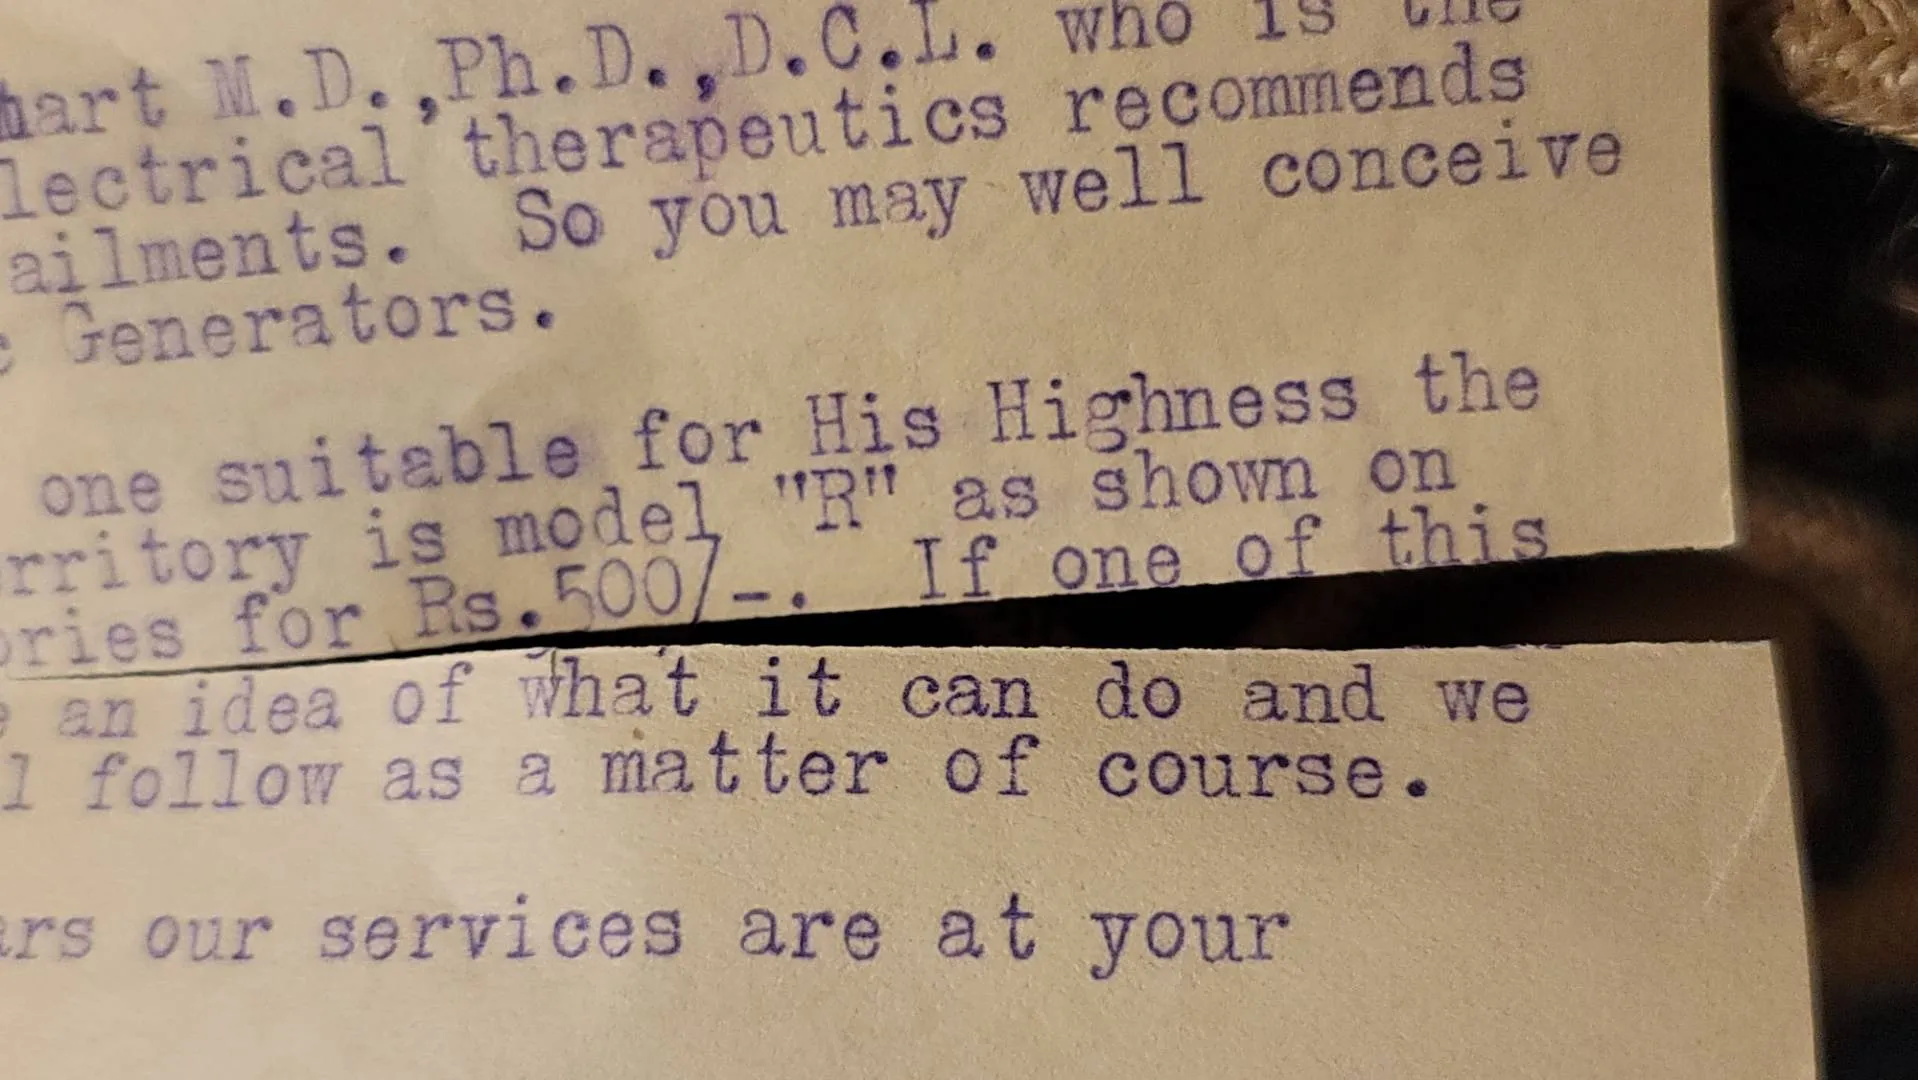 hart M.D.,Ph.D.,D.C.L. who is the
lectrical therapeutics recommends
ailments. So you may well conceive
c Generators.
one suitable for His Highness the
rritory is model "R" as shown on
ories for Rs.500/-. If one of this
e an idea of what it can do and we
l follow as a matter of course.
ars our services are at your